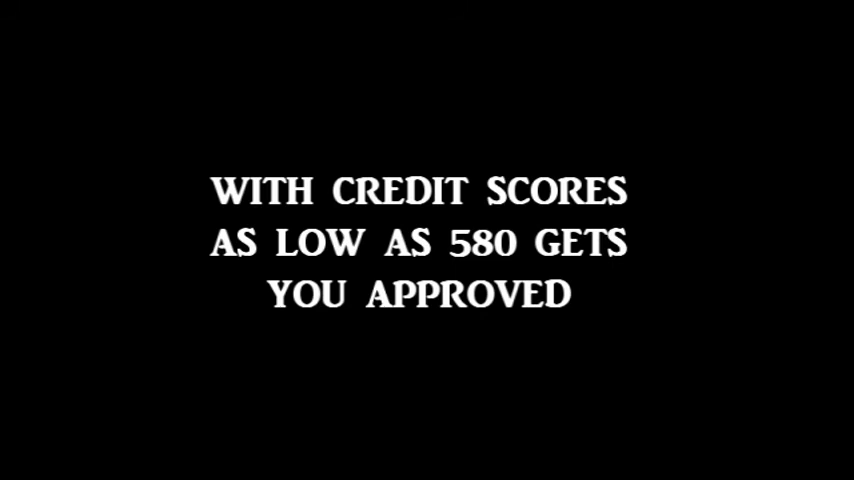 WITH CREDIT SCORES
AS LOW AS 580 GETS
YOU APPROVED